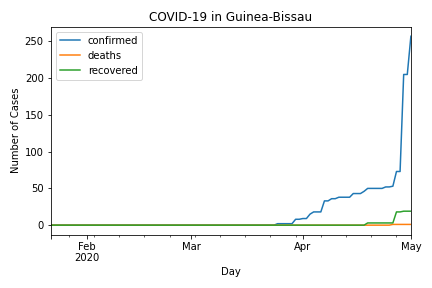 COVID-19 in Guinea-Bissau
confirmed
deaths
recovered
250
200
150
100
50
0
Number of Cases
Feb
2020
Mar
Apr
May
Day